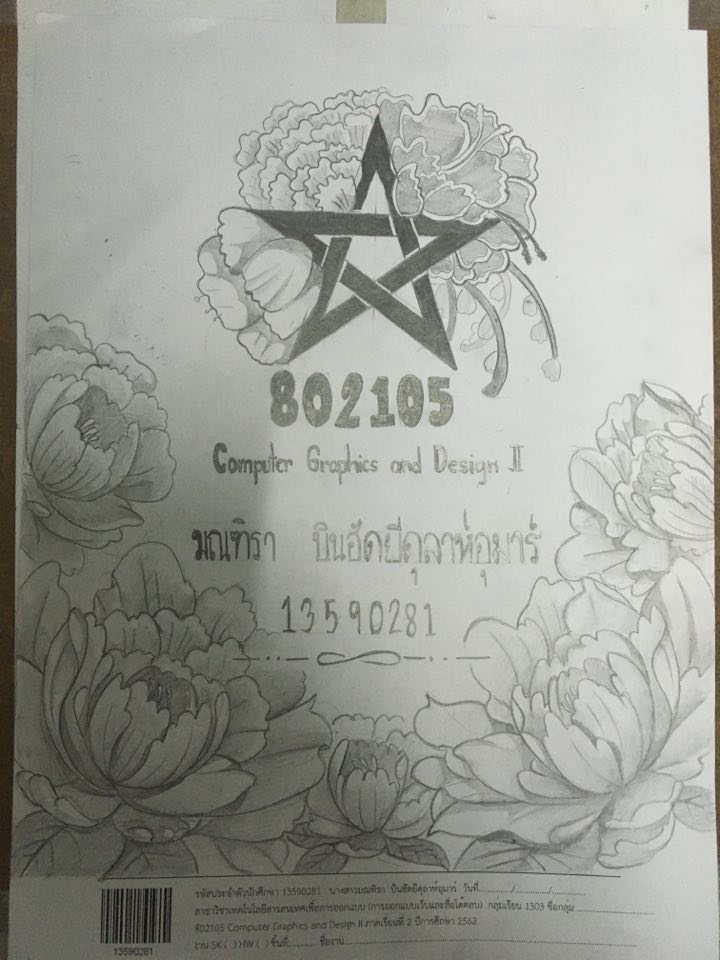 802105
Computer Graphics and Design II
มณฑิรา บินฮัดยีดุลาห์อุมาร์
13590281
13590281
รหัสประจำตัวนักศึกษา 13590281 นางสาวมณฑิรา บินฮัดยีดุลาห์อุมาร์ วันที่............/............/............
สาขาวิชาเทคโนโลยีสารสนเทศเพื่อการออกแบบ (การออกแบบเว็บและสื่อโต้ตอบ) กลุ่มเรียน 1303 ชื่อกลุ่ม ............
802105 Computer Graphics and Design II ภาคเรียนที่ 2 ปีการศึกษา 2562
งาน SK ( ) HW ( ) ชิ้นที่............ ชื่องาน............